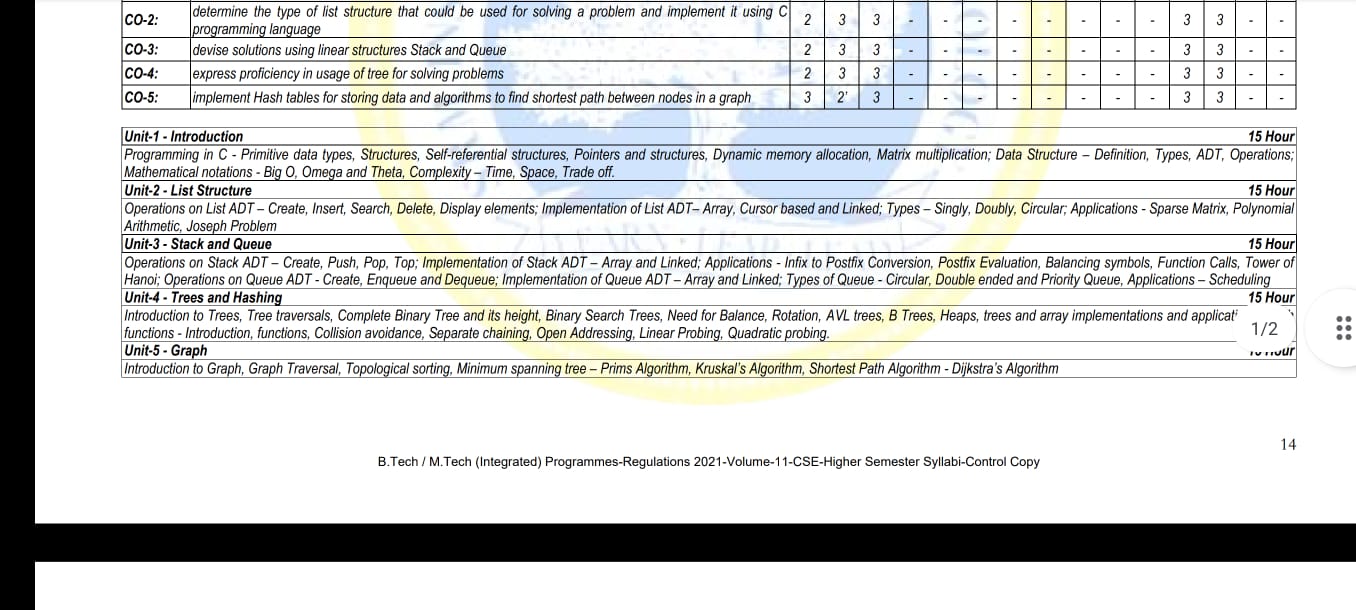 CO-2: determine the type of list structure that could be used for solving a problem and implement it using C 2 3 3 - - - - - - - - 3 3 - -
programming language
CO-3: devise solutions using linear structures Stack and Queue 2 3 3 - - - - - - - - 3 3 - -
CO-4: express proficiency in usage of tree for solving problems 2 3 3 - - - - - - - - 3 3 - -
CO-5: implement Hash tables for storing data and algorithms to find shortest path between nodes in a graph 3 2' 3 - - - - - - - - 3 3 - -
Unit-1 - Introduction 15 Hour
Programming in C - Primitive data types, Structures, Self-referential structures, Pointers and structures, Dynamic memory allocation, Matrix multiplication; Data Structure – Definition, Types, ADT, Operations;
Mathematical notations - Big O, Omega and Theta, Complexity – Time, Space, Trade off.
Unit-2 - List Structure 15 Hour
Operations on List ADT – Create, Insert, Search, Delete, Display elements; Implementation of List ADT– Array, Cursor based and Linked; Types – Singly, Doubly, Circular; Applications - Sparse Matrix, Polynomial
Arithmetic, Joseph Problem
Unit-3 - Stack and Queue 15 Hour
Operations on Stack ADT – Create, Push, Pop, Top; Implementation of Stack ADT – Array and Linked; Applications - Infix to Postfix Conversion, Postfix Evaluation, Balancing symbols, Function Calls, Tower of
Hanoi; Operations on Queue ADT - Create, Enqueue and Dequeue; Implementation of Queue ADT – Array and Linked; Types of Queue - Circular, Double ended and Priority Queue, Applications – Scheduling
Unit-4 - Trees and Hashing 15 Hour
Introduction to Trees, Tree traversals, Complete Binary Tree and its height, Binary Search Trees, Need for Balance, Rotation, AVL trees, B Trees, Heaps, trees and array implementations and
functions - Introduction, functions, Collision avoidance, Separate chaining, Open Addressing, Linear Probing, Quadratic probing.
1/2
Unit-5 - Graph
Introduction to Graph, Graph Traversal, Topological sorting, Minimum spanning tree – Prims Algorithm, Kruskal's Algorithm, Shortest Path Algorithm - Dijkstra's Algorithm
14
B.Tech / M.Tech (Integrated) Programmes-Regulations 2021-Volume-11-CSE-Higher Semester Syllabi-Control Copy